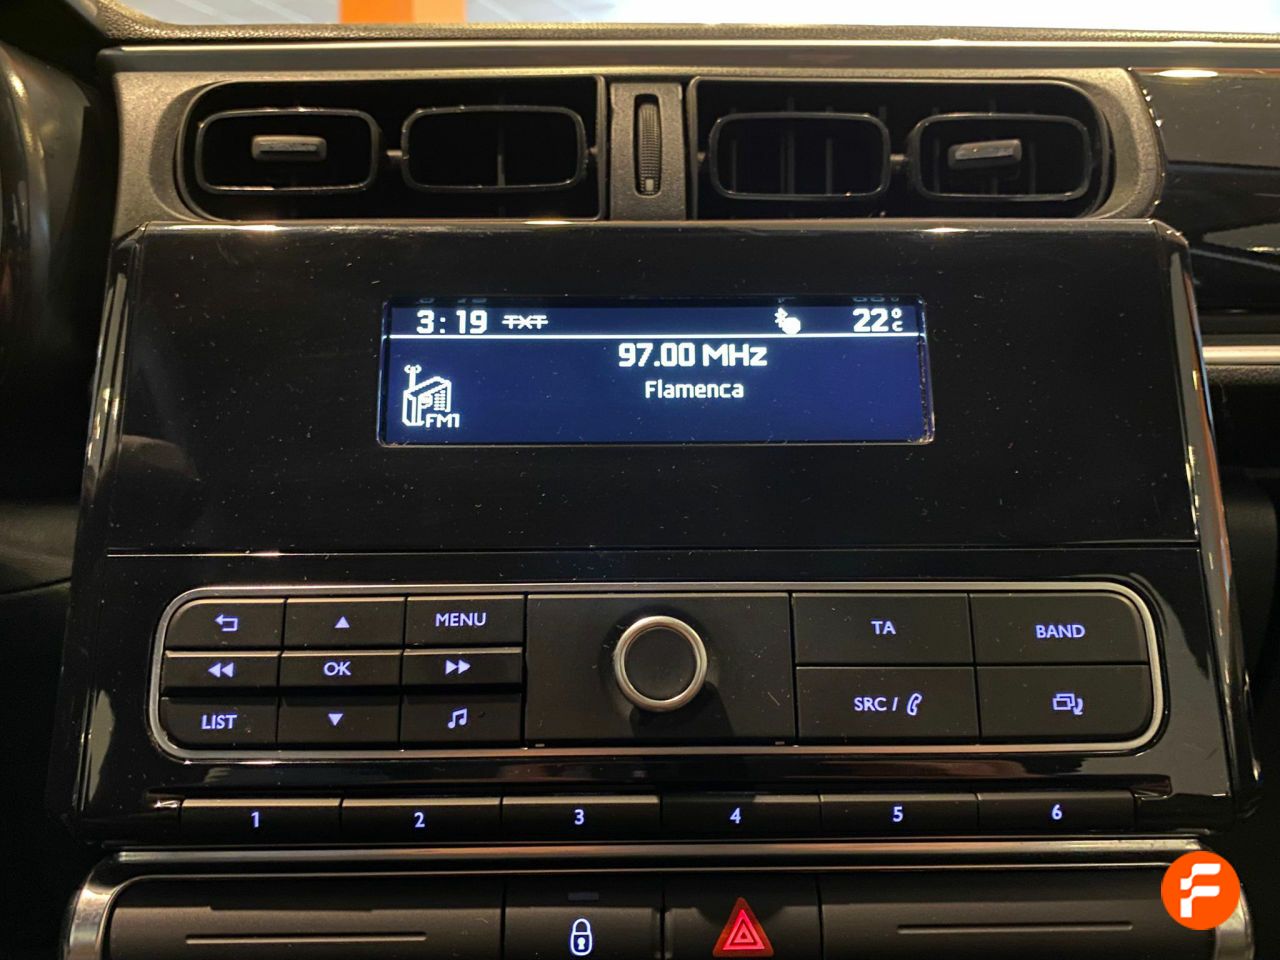 3:19 TXT 22°C
97.00 MHz
Flamenca
FM1
MENU TA BAND
OK
LIST SRC /
1 2 3 4 5 6
F